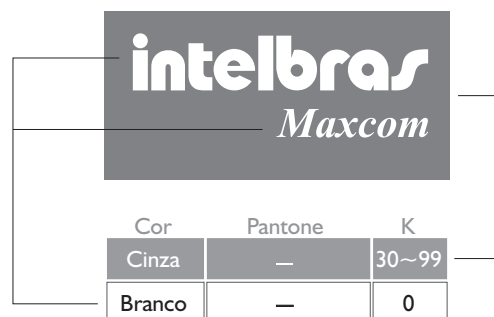 intelbras
Maxcom
Cor Pantone K
Cinza — 30~99
Branco — 0